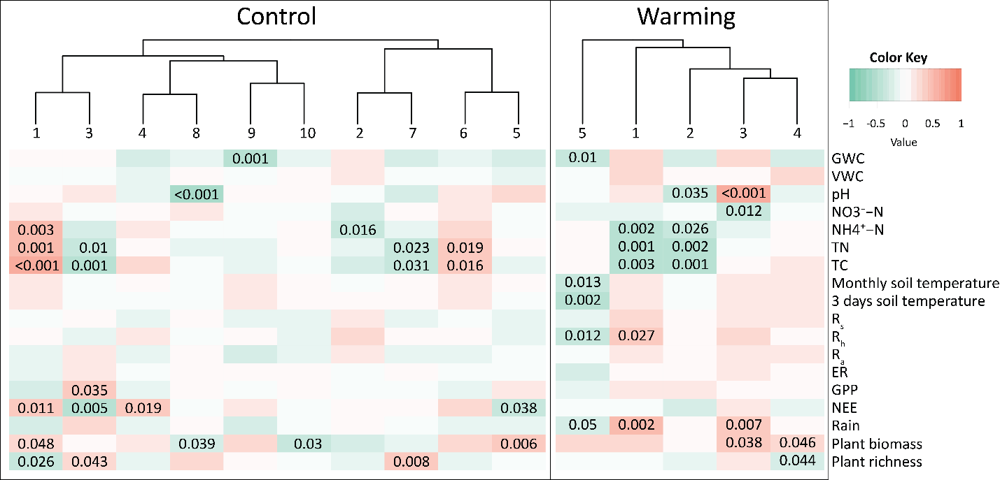 Control Warming
Color Key
−1 -0.5 0 0.5 1
Value
1 3 4 8 9 10 2 7 6 5 5 1 2 3 4
0.001 0.01 GWC
VWC
<0.001 0.035 <0.001 pH
0.012 NO3⁻−N
0.003 0.016 0.002 0.026 NH4⁺−N
0.001 0.01 0.023 0.019 0.001 0.002 TN
<0.001 0.001 0.031 0.016 0.003 0.001 TC
0.013 Monthly soil temperature
0.002 3 days soil temperature
Rs
0.012 0.027 Rh
Ra
ER
0.035 GPP
0.011 0.005 0.019 0.038 NEE
0.05 0.002 0.007 Rain
0.048 0.039 0.03 0.006 0.038 0.046 Plant biomass
0.026 0.043 0.008 0.044 Plant richness